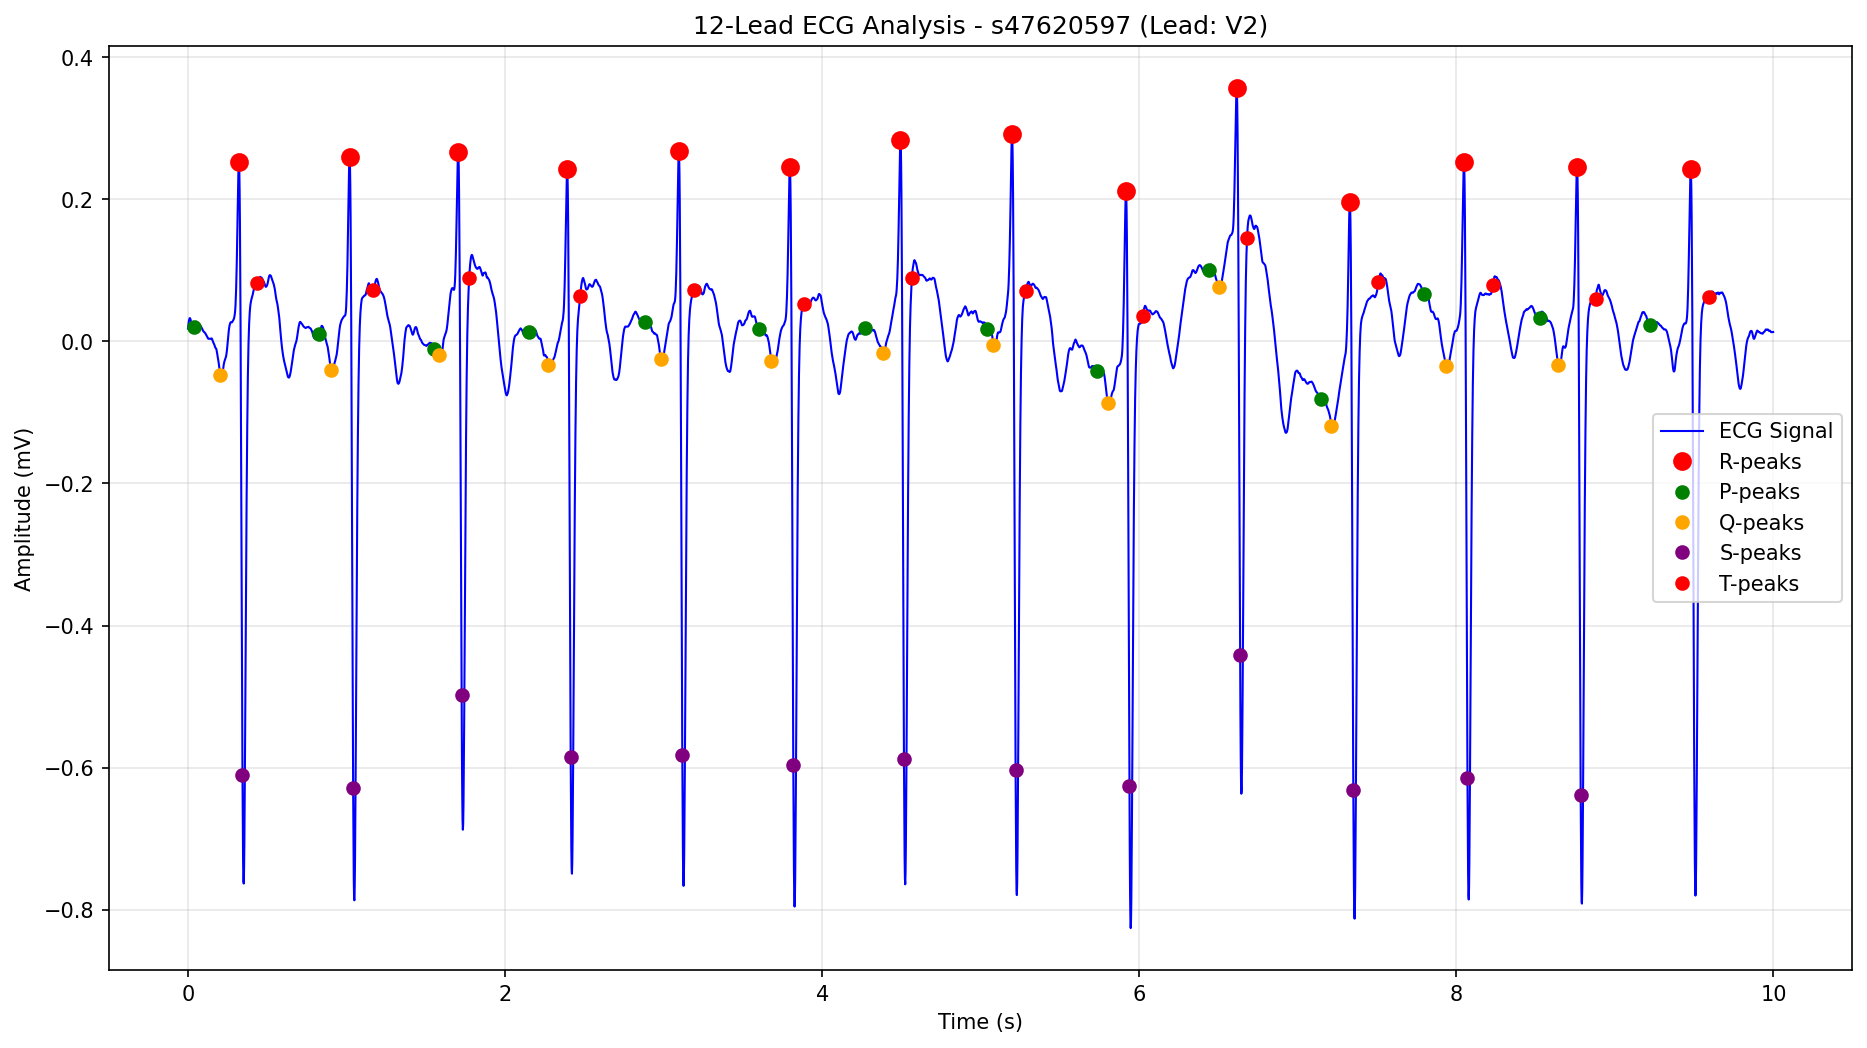 12-Lead ECG Analysis - s47620597 (Lead: V2)
Amplitude (mV)
0.4
0.2
0.0
−0.2
−0.4
−0.6
−0.8
ECG Signal
R-peaks
P-peaks
Q-peaks
S-peaks
T-peaks
0 2 4 6 8 10
Time (s)